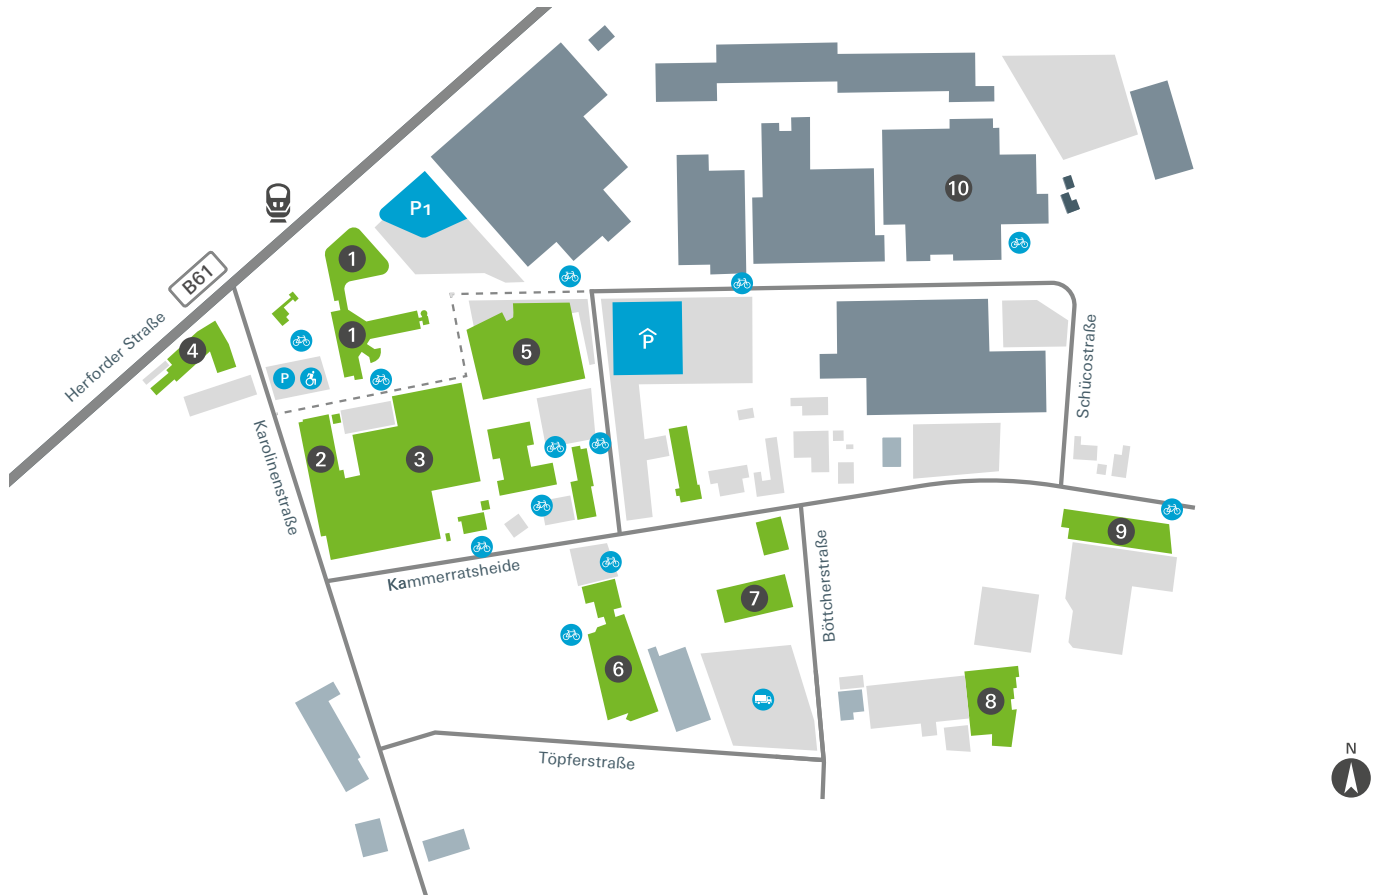 10
P1
1
B61
Herforder Straße
1
P
4
5
Schücostraße
P
2
3
Karolinenstraße
9
Kammerratsheide
Böttcherstraße
7
6
8
Töpferstraße
N